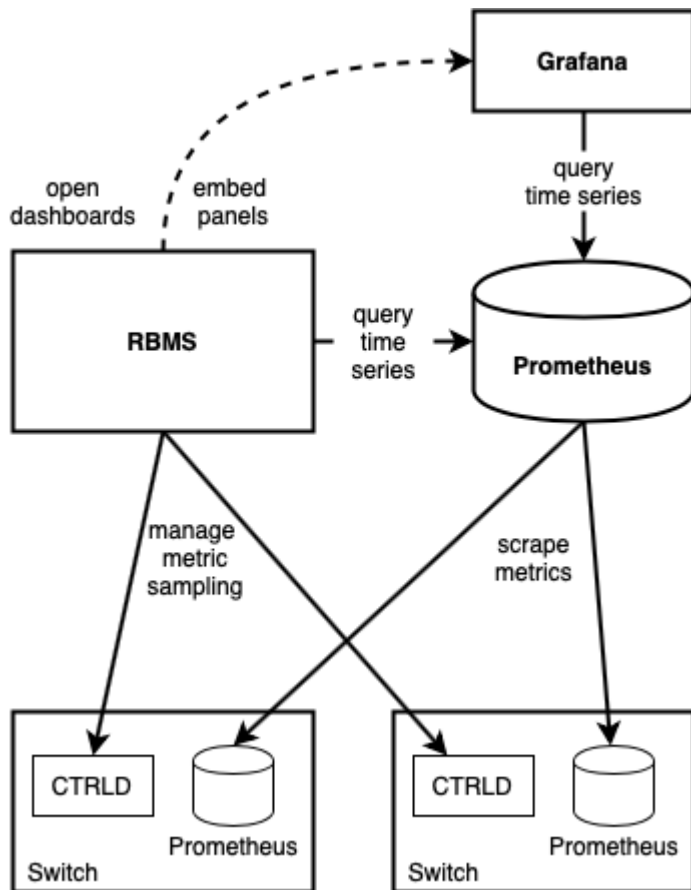 Grafana
open
dashboards
embed
panels
query
time series
RBMS
query
time
series
Prometheus
manage
metric
sampling
scrape
metrics
CTRLD
Prometheus
Switch
CTRLD
Prometheus
Switch